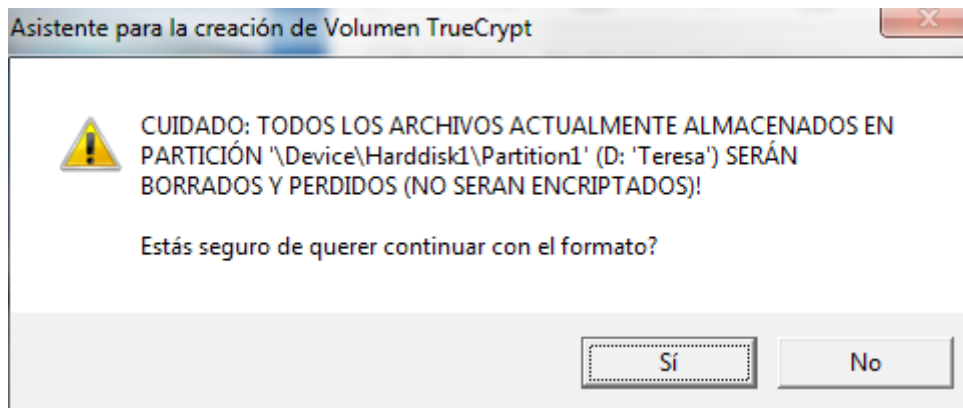 Asistente para la creación de Volumen TrueCrypt
CUIDADO: TODOS LOS ARCHIVOS ACTUALMENTE ALMACENADOS EN
PARTICIÓN '\Device\Harddisk1\Partition1' (D: 'Teresa') SERÁN
BORRADOS Y PERDIDOS (NO SERAN ENCRIPTADOS)!
Estás seguro de querer continuar con el formato?
Sí
No